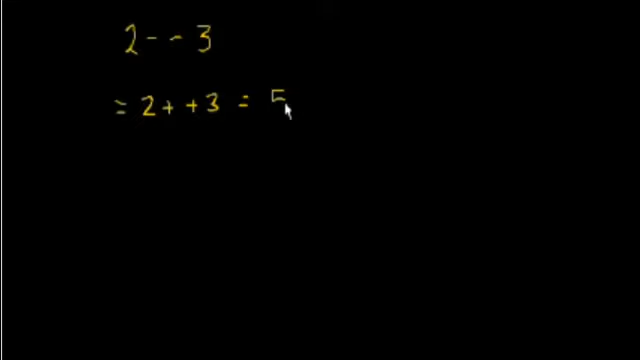 2 - - 3
= 2 + + 3 = 5